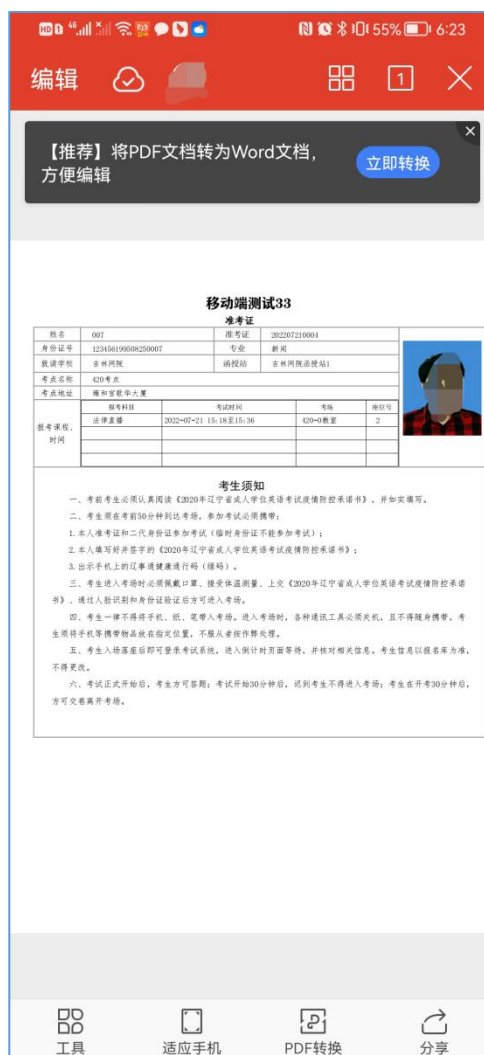 HD 46 55% 6:23
编辑 1
【推荐】将PDF文档转为Word文档，
方便编辑
立即转换
移动端测试33
准考证
姓名 007 准考证 202207210004
身份证号 123456199508250007 专业 新闻
就读学校 吉林网院 函授站 吉林网院函授站1
考点名称 420考点
考点地址 雍和宫歌华大厦
报考课程、时间 报考科目 考试时间 考场 座位号
法律直播 2022-07-21 15:18至15:36 420-0教室 2
考生须知
一、考前考生必须认真阅读《2020年辽宁省成人学位英语考试疫情防控承诺书》，并如实填写。
二、考生须在考前50分钟到达考场，参加考试必须携带：
1.本人准考证和二代身份证参加考试（临时身份证不能参加考试）；
2.本人填写好并签字的《2020年辽宁省成人学位英语考试疫情防控承诺书》；
3.出示手机上的辽事通健康通行码（绿码）。
三、考生进入考场时必须佩戴口罩、接受体温测量、上交《2020年辽宁省成人学位英语考试疫情防控承诺
书》、通过人脸识别和身份证验证后方可进入考场。
四、考生一律不得将手机、纸、笔带入考场。进入考场时，各种通讯工具必须关机，且不得随身携带，考
生须将手机等携带物品放在指定位置，不服从者按作弊处理。
五、考生入场落座后即可登录考试系统，进入倒计时页面等待，并核对相关信息。考生信息以报名库为准，
不得更改。
六、考试正式开始后，考生方可答题；考试开始30分钟后，迟到考生不得进入考场；考生在开考30分钟后，
方可交卷离开考场。
工具 适应手机 PDF转换 分享